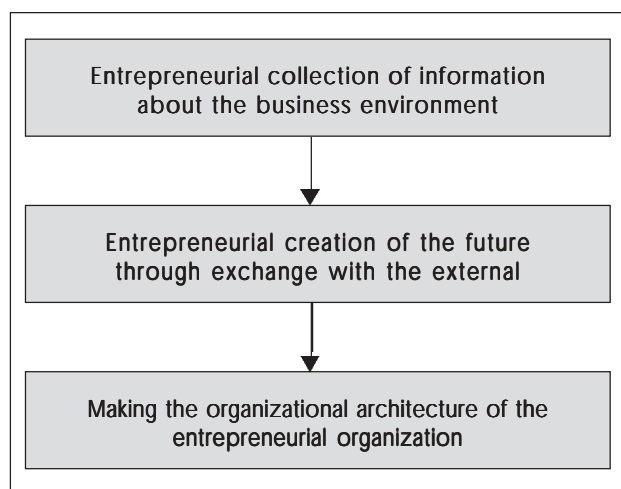 Entrepreneurial collection of information
about the business environment
Entrepreneurial creation of the future
through exchange with the external
Making the organizational architecture of the
entrepreneurial organization